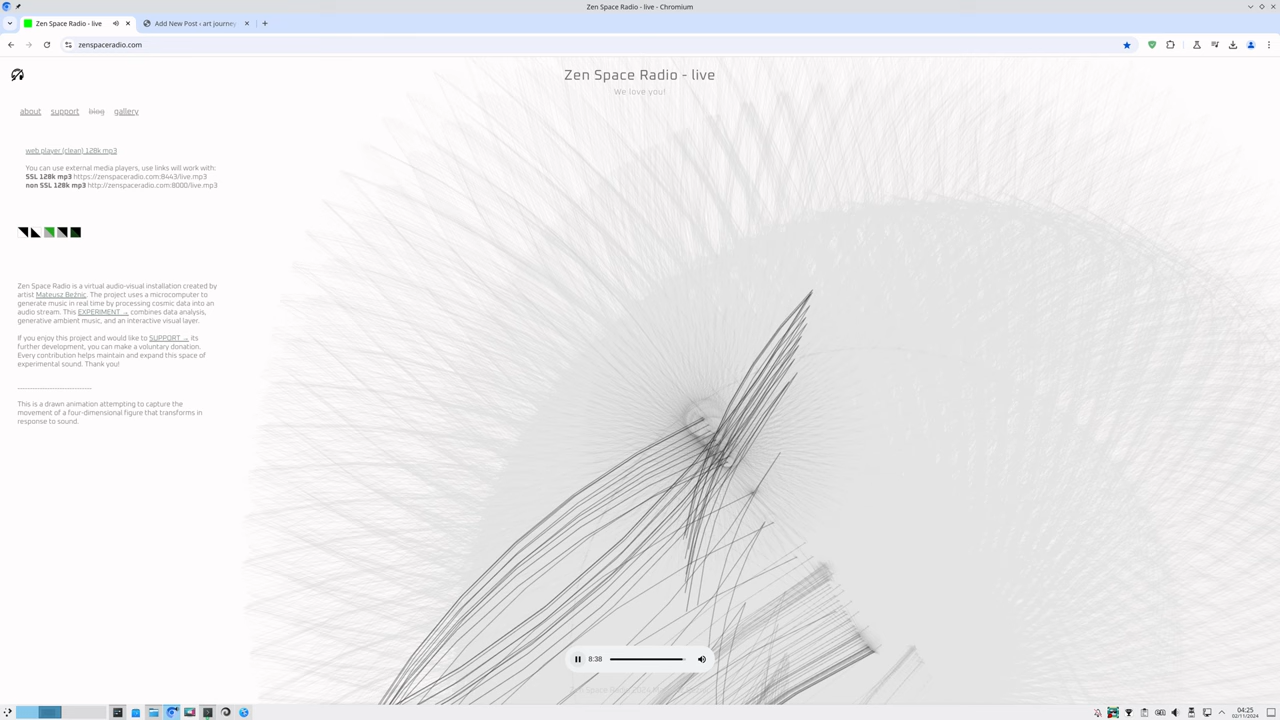 Zen Space Radio - live - Chromium
Zen Space Radio - live
Add New Post ‹ art journey
zenspaceradio.com
Zen Space Radio - live
We love you!
about support blog gallery
web player (clean) 128k mp3
You can use external media players, use links will work with:
SSL 128k mp3 https://zenspaceradio.com:8443/live.mp3
non SSL 128k mp3 http://zenspaceradio.com:8000/live.mp3
Zen Space Radio is a virtual audio-visual installation created by
artist Mateusz Bežnic. The project uses a microcomputer to
generate music in real time by processing cosmic data into an
audio stream. This EXPERIMENT → combines data analysis,
generative ambient music, and an interactive visual layer.
If you enjoy this project and would like to SUPPORT → its
further development, you can make a voluntary donation.
Every contribution helps maintain and expand this space of
experimental sound. Thank you!
This is a drawn animation attempting to capture the
movement of a four-dimensional figure that transforms in
response to sound.
8:38
04:25
02/11/2024